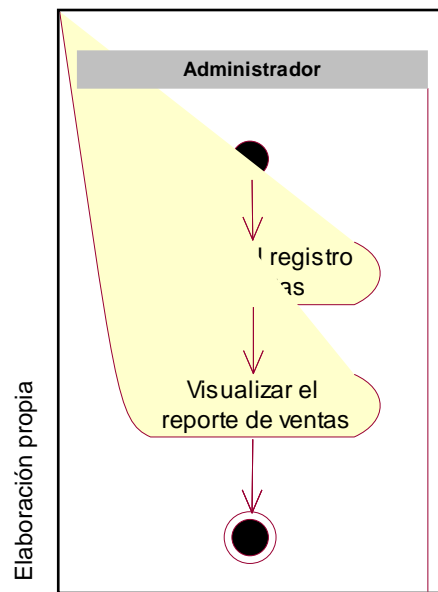 Administrador
l registro
as
Visualizar el
reporte de ventas
Elaboración propia